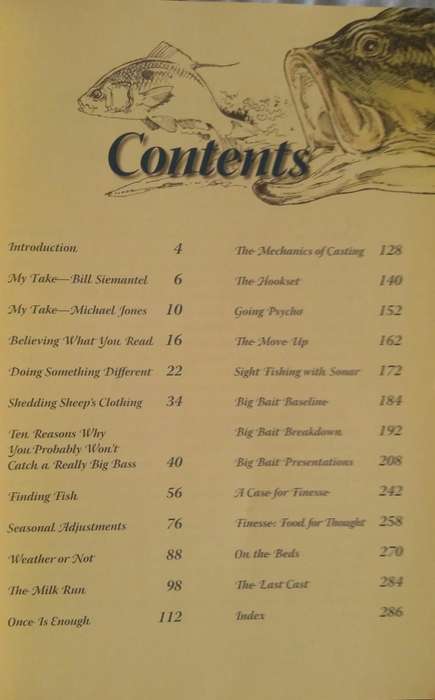 Contents
Introduction 4
My Take—Bill Siemantel 6
My Take—Michael Jones 10
Believing What You Read 16
Doing Something Different 22
Shedding Sheep's Clothing 34
Ten Reasons Why
You Probably Won't
Catch a Really Big Bass 40
Finding Fish 56
Seasonal Adjustments 76
Weather or Not 88
The Milk Run 98
Once Is Enough 112
The Mechanics of Casting 128
The Hookset 140
Going Psycho 152
The Move Up 162
Sight Fishing with Sonar 172
Big Bait Baseline 184
Big Bait Breakdown 192
Big Bait Presentations 208
A Case for Finesse 242
Finesse: Food for Thought 258
On the Beds 270
The Last Cast 284
Index 286